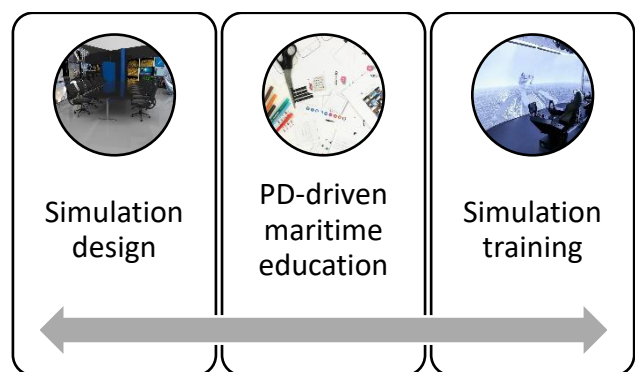 Simulation
design
PD-driven
maritime
education
Simulation
training